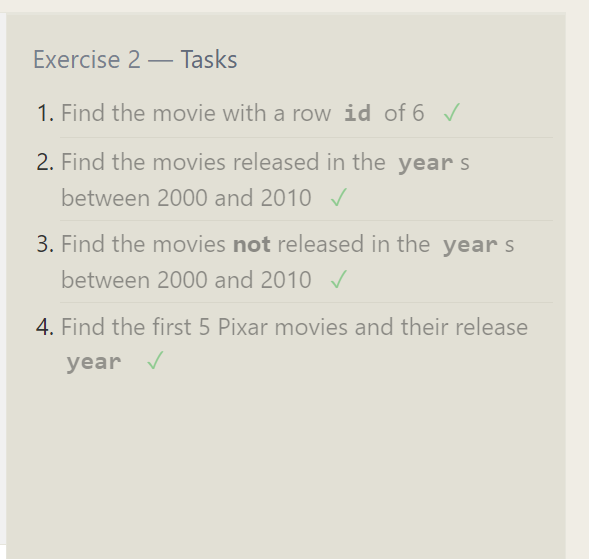 Exercise 2 — Tasks
1. Find the movie with a row id of 6 ✓
2. Find the movies released in the year s
between 2000 and 2010 ✓
3. Find the movies not released in the year s
between 2000 and 2010 ✓
4. Find the first 5 Pixar movies and their release
year ✓